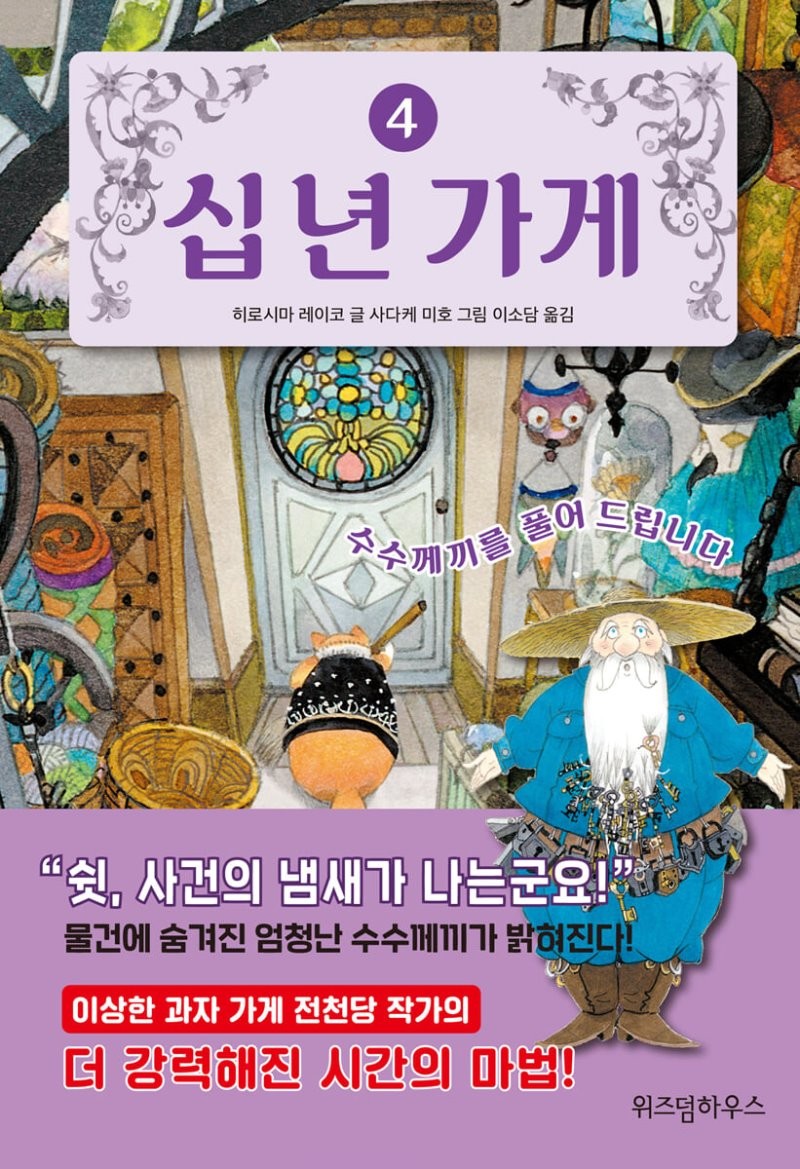 4
십 년 가게
히로시마 레이코 글 사다케 미호 그림 이소담 옮김
수수께끼를 풀어 드립니다
“쉿, 사건의 냄새가 나는군요!”
물건에 숨겨진 엄청난 수수께끼가 밝혀진다!
이상한 과자 가게 전천당 작가의
더 강력해진 시간의 마법!
위즈덤하우스